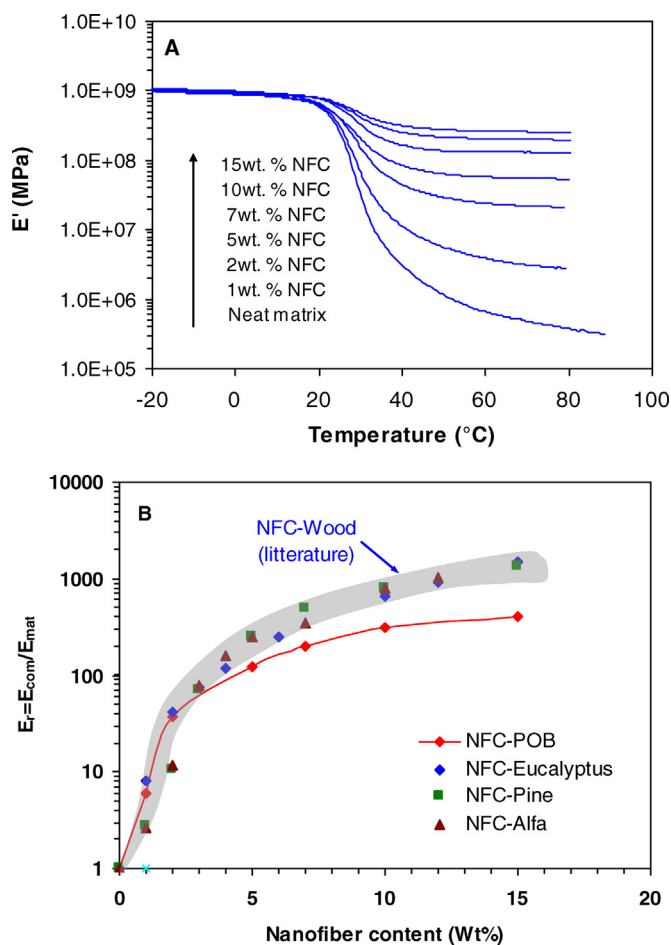 A
1.0E+10
1.0E+09
1.0E+08
1.0E+07
1.0E+06
1.0E+05
E' (MPa)
15wt. % NFC
10wt. % NFC
7wt. % NFC
5wt. % NFC
2wt. % NFC
1wt. % NFC
Neat matrix
-20 0 20 40 60 80 100
Temperature (°C)
B
10000
1000
100
10
1
Er=Ecom/Emat
NFC-Wood
(litterature)
NFC-POB
NFC-Eucalyptus
NFC-Pine
NFC-Alfa
0 5 10 15 20
Nanofiber content (Wt%)